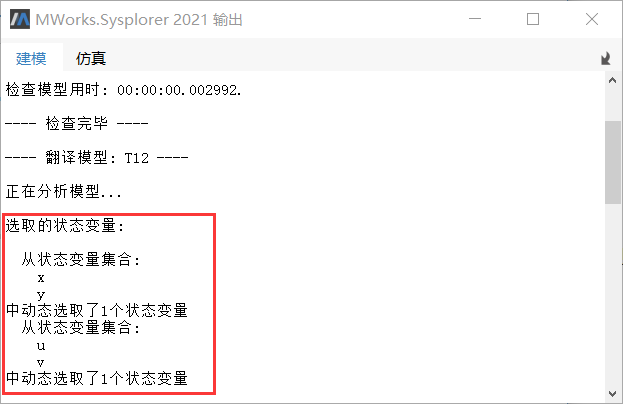 MWorks.Sysplorer 2021 输出
建模 仿真
检查模型用时: 00:00:00.002992.
---- 检查完毕 ----
---- 翻译模型: T12 ----
正在分析模型...
选取的状态变量:
从状态变量集合:
x
y
中动态选取了1个状态变量
从状态变量集合:
u
v
中动态选取了1个状态变量